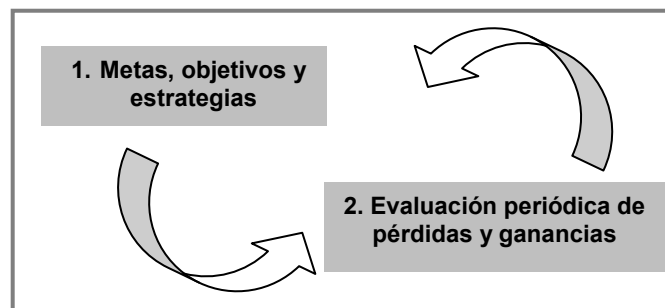 1. Metas, objetivos y
estrategias
2. Evaluación periódica de
pérdidas y ganancias